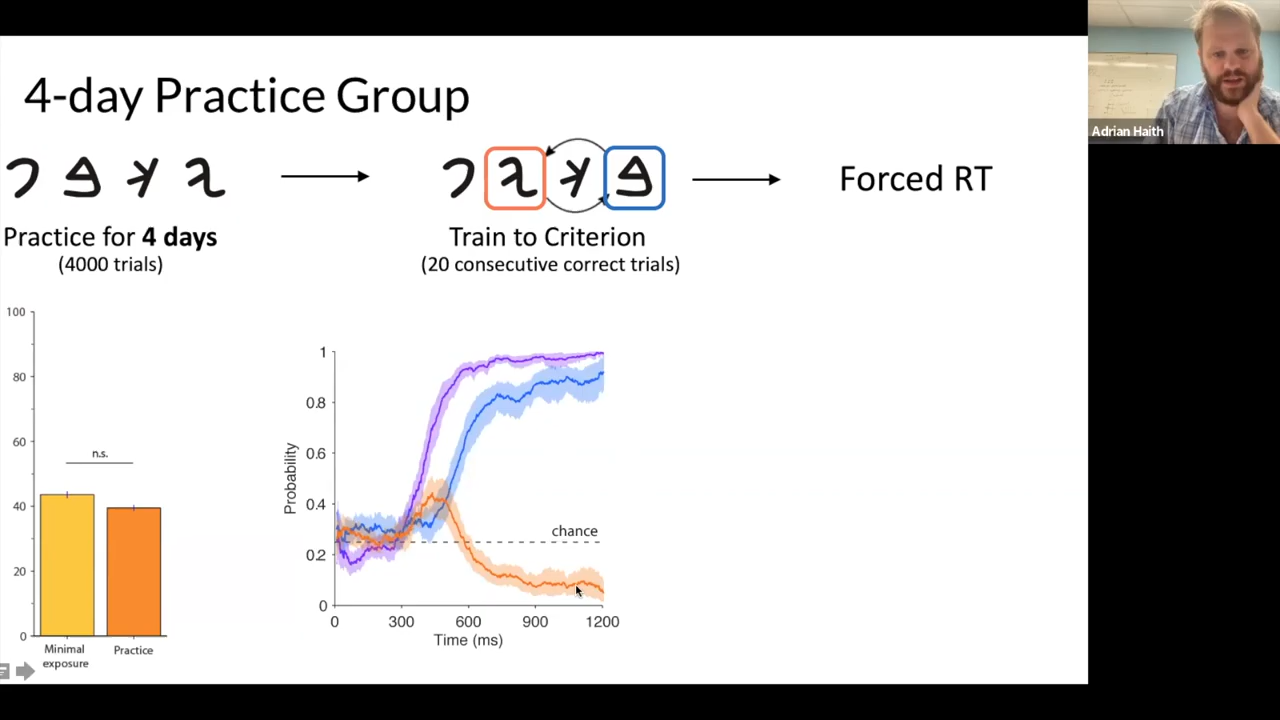 4-day Practice Group
Adrian Haith
Forced RT
Practice for 4 days
(4000 trials)
Train to Criterion
(20 consecutive correct trials)
100
80
60
40
20
0
n.s.
Minimal
exposure
Practice
Probability
1
0.8
0.6
0.4
0.2
0
chance
0 300 600 900 1200
Time (ms)